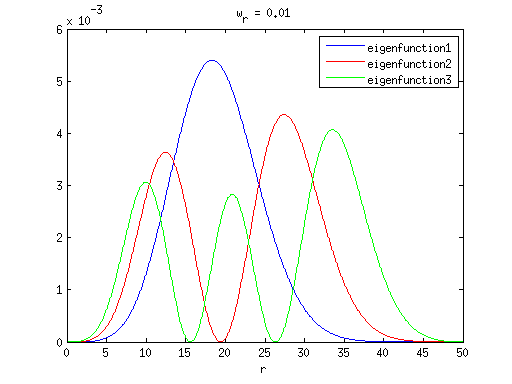 w_r = 0.01
x 10^-3
6
eigenfunction1
eigenfunction2
eigenfunction3
5
4
3
2
1
0
0 5 10 15 20 25 30 35 40 45 50
r